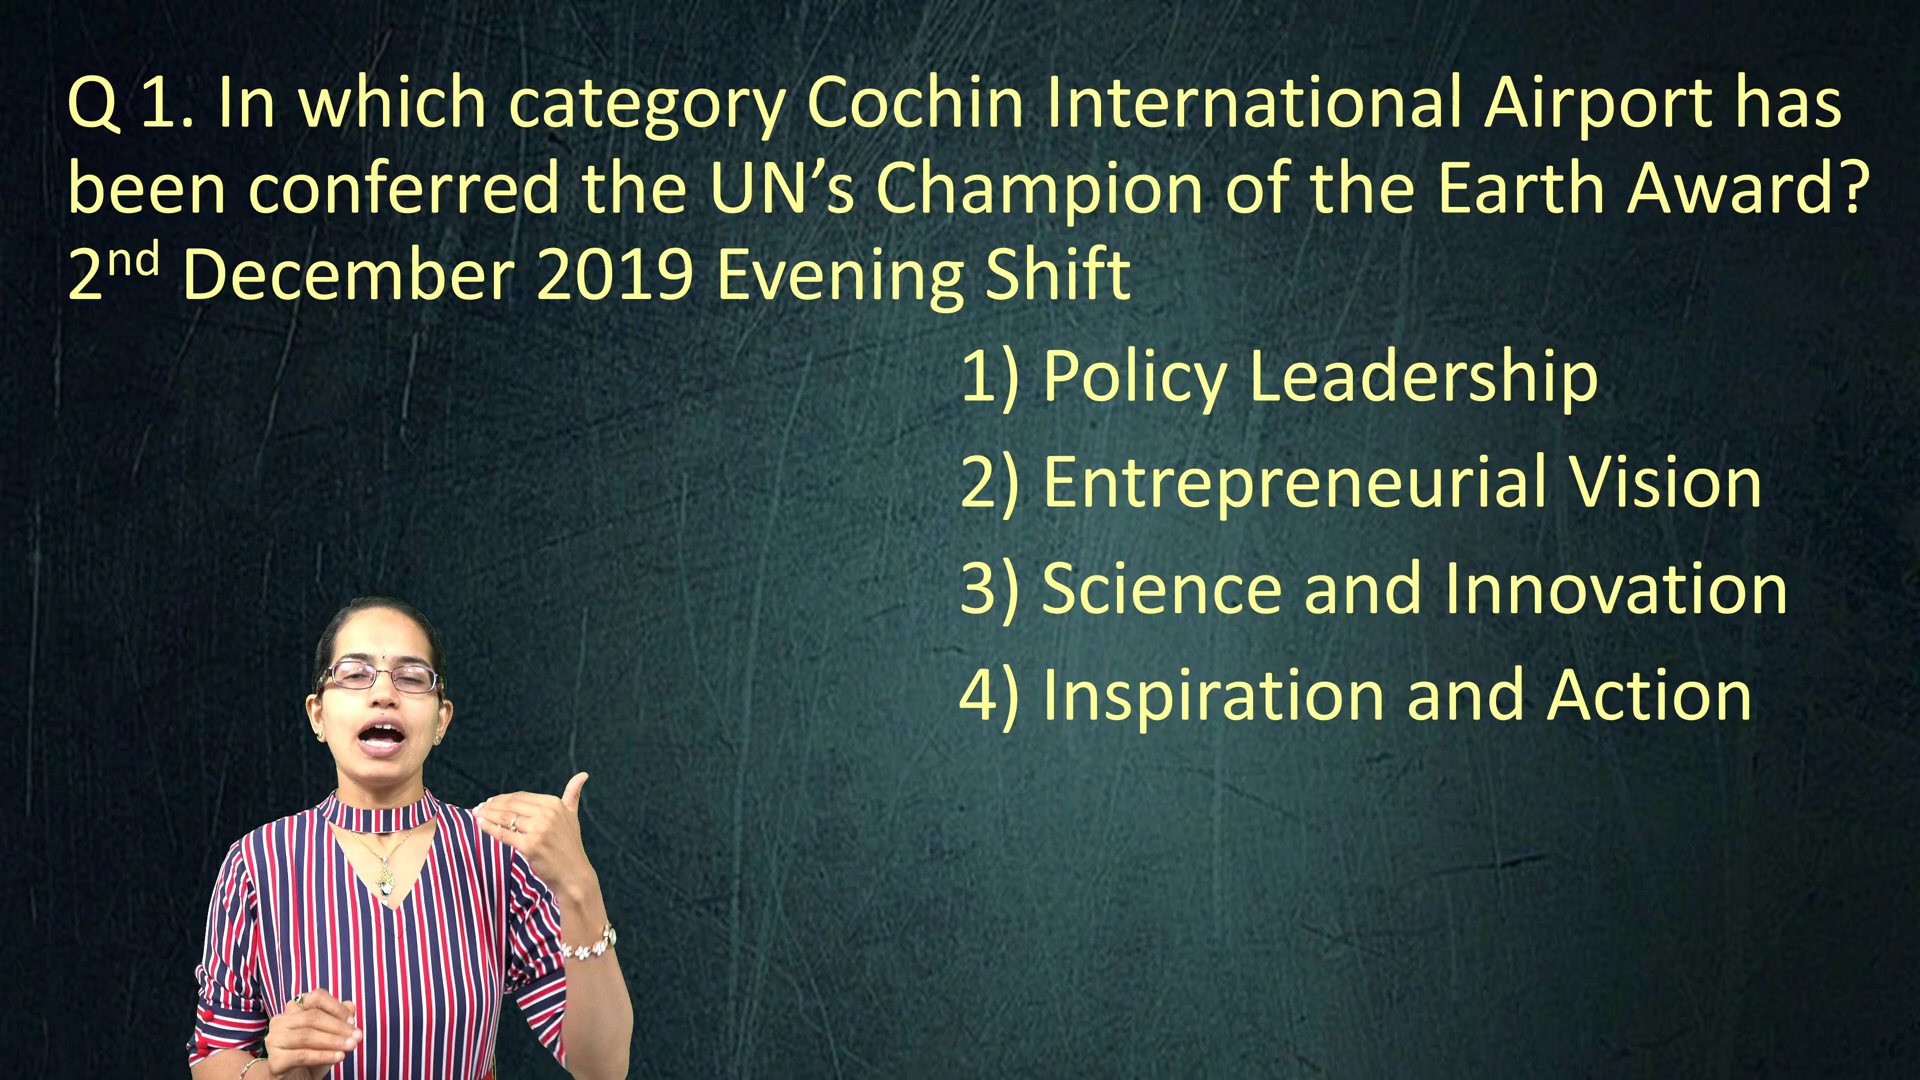 Q 1. In which category Cochin International Airport has
been conferred the UN’s Champion of the Earth Award?
2nd December 2019 Evening Shift
1) Policy Leadership
2) Entrepreneurial Vision
3) Science and Innovation
4) Inspiration and Action